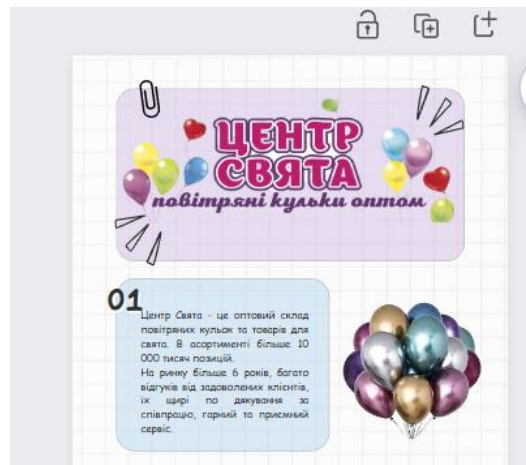 ЦЕНТР
СВЯТА
повітряні кульки оптом
01
Центр Свята - це оптовий склад
повітряних кульок та товарів для
свята. В асортименті більше 10
000 тисяч позицій.
На ринку більше 6 років, багато
відгуків від задоволених клієнтів,
їх щирі по дякування за
співпрацю, гарний та приємний
сервіс.